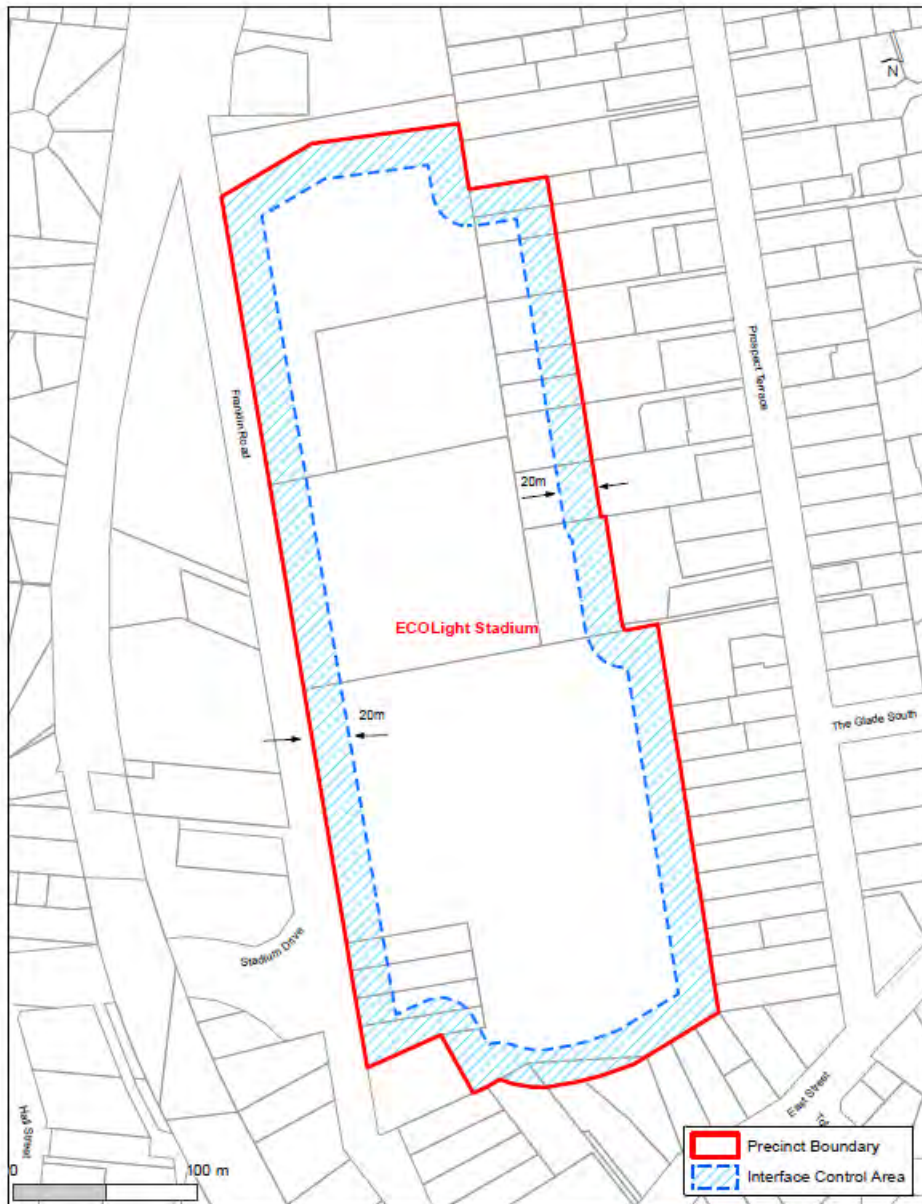 N
Prospect Terrace
Franklin Road
20m
ECOLight Stadium
20m
The Glade South
Stadium Drive
East Street
Hall Street
0
100 m
Precinct Boundary
Interface Control Area